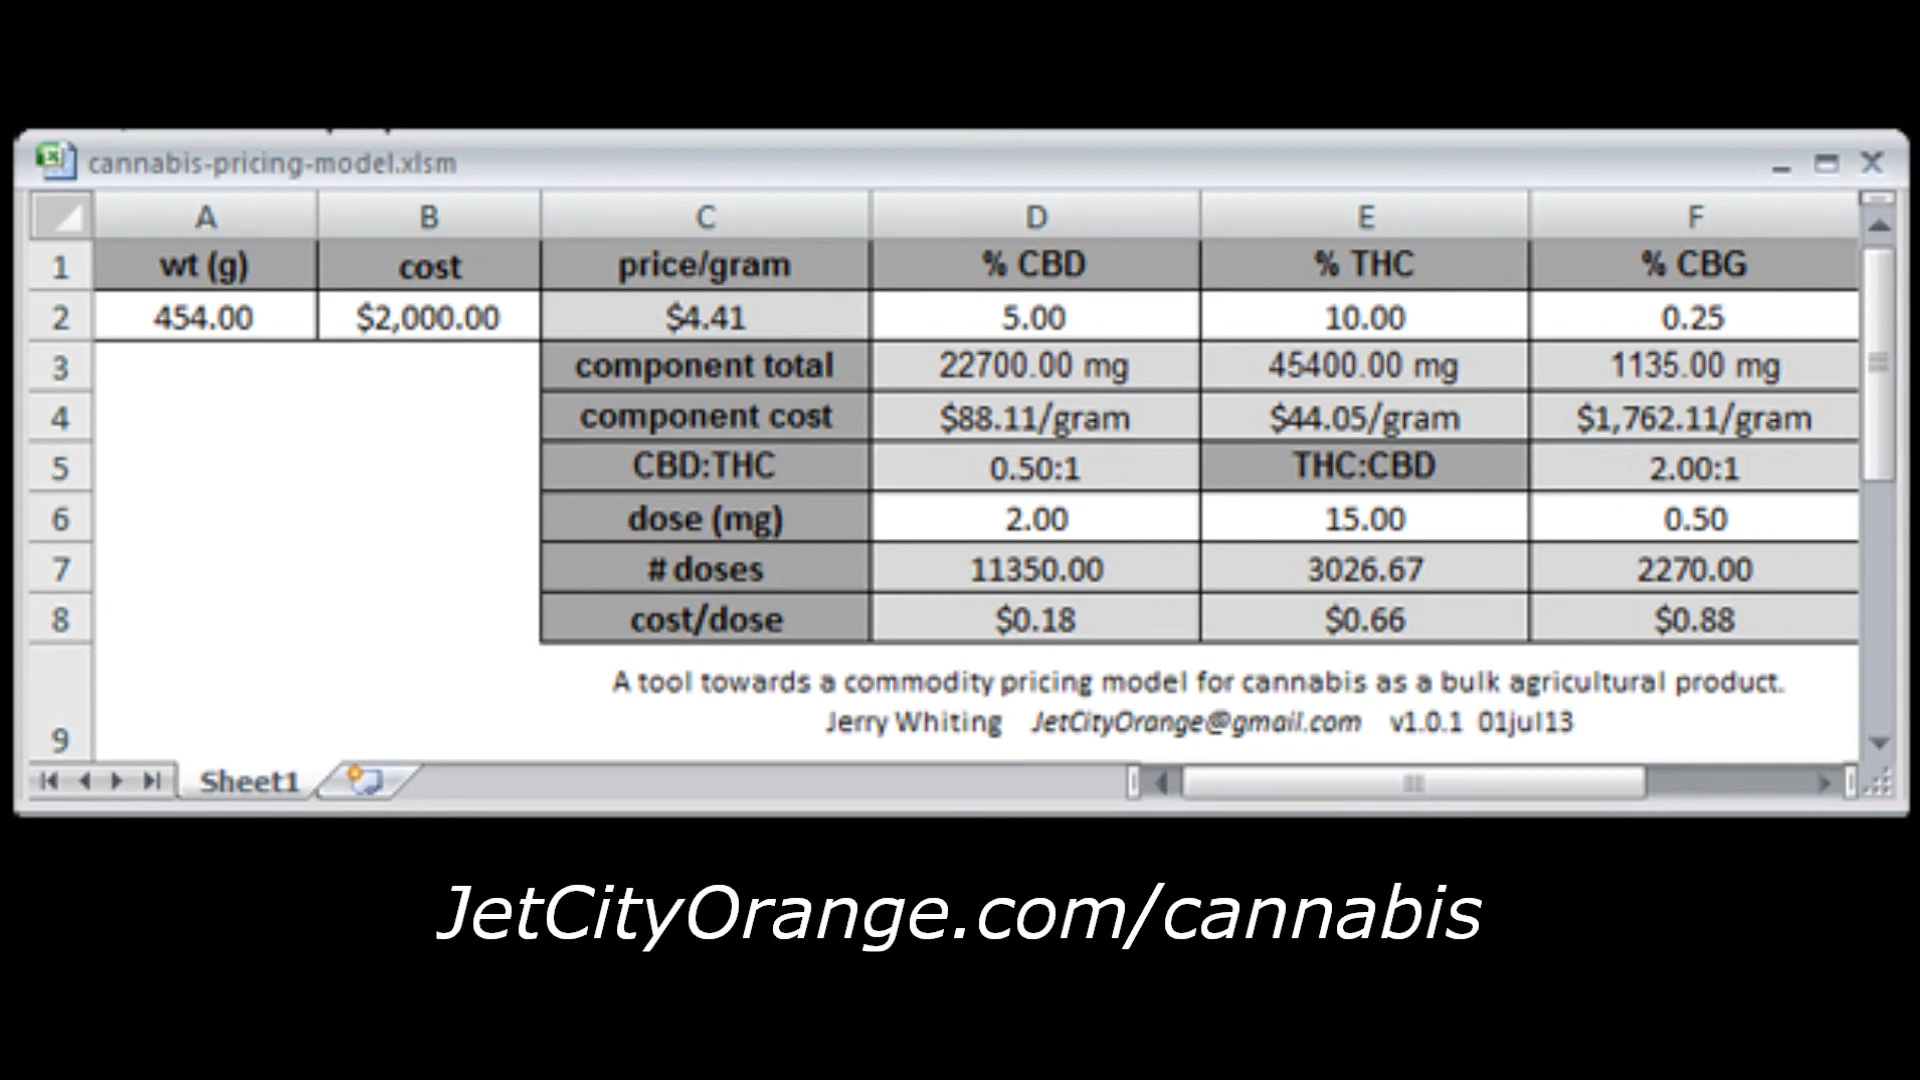 cannabis-pricing-model.xlsm
A B C D E F
1 wt (g) cost price/gram % CBD % THC % CBG
2 454.00 $2,000.00 $4.41 5.00 10.00 0.25
3 component total 22700.00 mg 45400.00 mg 1135.00 mg
4 component cost $88.11/gram $44.05/gram $1,762.11/gram
5 CBD:THC 0.50:1 THC:CBD 2.00:1
6 dose (mg) 2.00 15.00 0.50
7 # doses 11350.00 3026.67 2270.00
8 cost/dose $0.18 $0.66 $0.88
A tool towards a commodity pricing model for cannabis as a bulk agricultural product.
9 Jerry Whiting JetCityOrange@gmail.com v1.0.1 01jul13
Sheet1
JetCityOrange.com/cannabis